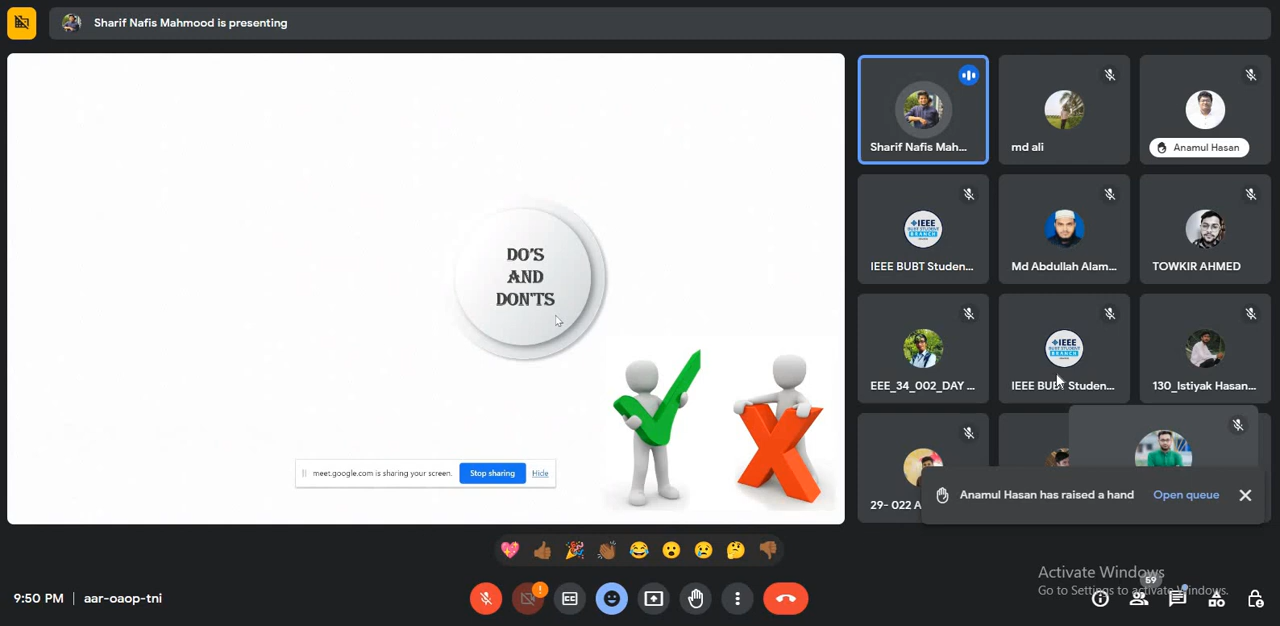 Sharif Nafis Mahmood is presenting
DO'S
AND
DON'TS
meet.google.com is sharing your screen.
Stop sharing
Hide
Sharif Nafis Mah...
md ali
Anamul Hasan
IEEE BUBT Studen...
Md Abdullah Alam...
TOWKIR AHMED
EEE_34_002_DAY ...
IEEE BUBT Studen...
130_Istiyak Hasan...
29- 022 A
Anamul Hasan has raised a hand
Open queue
9:50 PM | aar-oaop-tni
Activate Windows
Go to Settings to activate Windows.
59